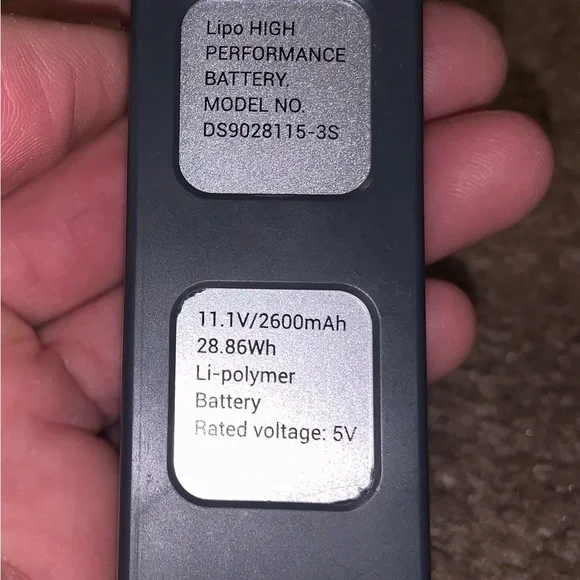 Lipo HIGH
PERFORMANCE
BATTERY.
MODEL NO.
DS9028115-3S
11.1V/2600mAh
28.86Wh
Li-polymer
Battery
Rated voltage: 5V